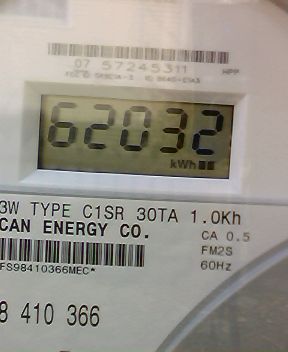 07 57245311 HPP
62032
kWh
3W TYPE C1SR 30TA 1.0Kh
CAN ENERGY CO.
CA 0.5
FM2S
60Hz
FS98410366MEC*
8 410 366